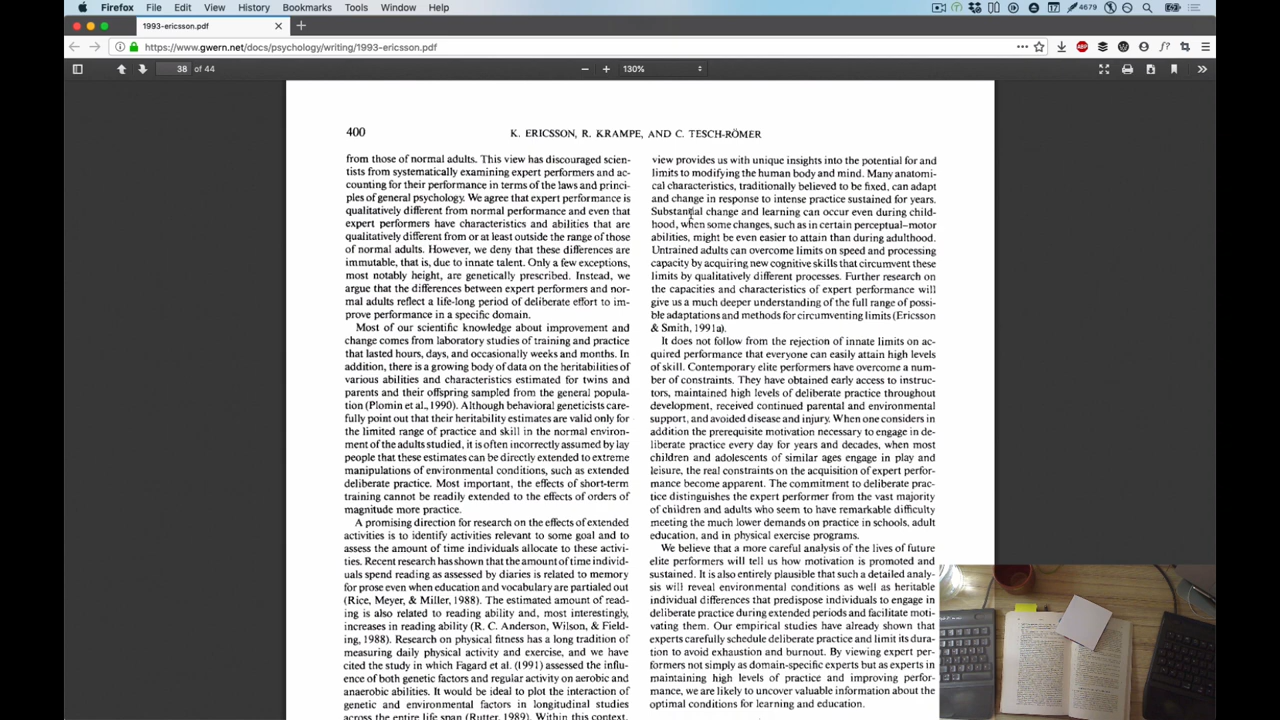 Firefox File Edit View History Bookmarks Tools Window Help 4679
1993-ericsson.pdf
https://www.gwern.net/docs/psychology/writing/1993-ericsson.pdf
38 of 44
130%
400
K. ERICSSON, R. KRAMPE, AND C. TESCH-RÖMER
from those of normal adults. This view has discouraged scien-
tists from systematically examining expert performers and ac-
counting for their performance in terms of the laws and princi-
ples of general psychology. We agree that expert performance is
qualitatively different from normal performance and even that
expert performers have characteristics and abilities that are
qualitatively different from or at least outside the range of those
of normal adults. However, we deny that these differences are
immutable, that is, due to innate talent. Only a few exceptions,
most notably height, are genetically prescribed. Instead, we
argue that the differences between expert performers and nor-
mal adults reflect a life-long period of deliberate effort to im-
prove performance in a specific domain.
Most of our scientific knowledge about improvement and
change comes from laboratory studies of training and practice
that lasted hours, days, and occasionally weeks and months. In
addition, there is a growing body of data on the heritabilities of
various abilities and characteristics estimated for twins and
parents and their offspring sampled from the general popula-
tion (Plomin et al., 1990). Although behavioral geneticists care-
fully point out that their heritability estimates are valid only for
the limited range of practice and skill in the normal environ-
ment of the adults studied, it is often incorrectly assumed by lay
people that these estimates can be directly extended to extreme
manipulations of environmental conditions, such as extended
deliberate practice. Most important, the effects of short-term
training cannot be readily extended to the effects of orders of
magnitude more practice.
A promising direction for research on the effects of extended
activities is to identify activities relevant to some goal and to
assess the amount of time individuals allocate to these activi-
ties. Recent research has shown that the amount of time individ-
uals spend reading as assessed by diaries is related to memory
for prose even when education and vocabulary are partialed out
(Rice, Meyer, & Miller, 1988). The estimated amount of read-
ing is also related to reading ability and, most interestingly,
increases in reading ability (R. C. Anderson, Wilson, & Field-
ing, 1988). Research on physical fitness has a long tradition of
measuring daily physical activity and exercise, and we have
cited the study in which Fagard et al. (1991) assessed the influ-
ence of both genetic factors and regular activity on aerobic and
anaerobic abilities. It would be ideal to plot the interaction of
genetic and environmental factors in longitudinal studies
across the entire life span (Rutter, 1989). Within this context,
view provides us with unique insights into the potential for and
limits to modifying the human body and mind. Many anatomi-
cal characteristics, traditionally believed to be fixed, can adapt
and change in response to intense practice sustained for years.
Substantial change and learning can occur even during child-
hood, when some changes, such as in certain perceptual–motor
abilities, might be even easier to attain than during adulthood.
Untrained adults can overcome limits on speed and processing
capacity by acquiring new cognitive skills that circumvent these
limits by qualitatively different processes. Further research on
the capacities and characteristics of expert performance will
give us a much deeper understanding of the full range of possi-
ble adaptations and methods for circumventing limits (Ericsson
& Smith, 1991a).
It does not follow from the rejection of innate limits on ac-
quired performance that everyone can easily attain high levels
of skill. Contemporary elite performers have overcome a num-
ber of constraints. They have obtained early access to instruc-
tors, maintained high levels of deliberate practice throughout
development, received continued parental and environmental
support, and avoided disease and injury. When one considers in
addition the prerequisite motivation necessary to engage in de-
liberate practice every day for years and decades, when most
children and adolescents of similar ages engage in play and
leisure, the real constraints on the acquisition of expert perfor-
mance become apparent. The commitment to deliberate prac-
tice distinguishes the expert performer from the vast majority
of children and adults who seem to have remarkable difficulty
meeting the much lower demands on practice in schools, adult
education, and in physical exercise programs.
We believe that a more careful analysis of the lives of future
elite performers will tell us how motivation is promoted and
sustained. It is also entirely plausible that such a detailed analy-
sis will reveal environmental conditions as well as heritable
individual differences that predispose individuals to engage in
deliberate practice during extended periods and facilitate moti-
vating them. Our empirical studies have already shown that
experts carefully schedule deliberate practice and limit its dura-
tion to avoid exhaustion and burnout. By viewing expert per-
formers not simply as domain-specific experts but as experts in
maintaining high levels of practice and improving perfor-
mance, we are likely to uncover valuable information about the
optimal conditions for learning and education.